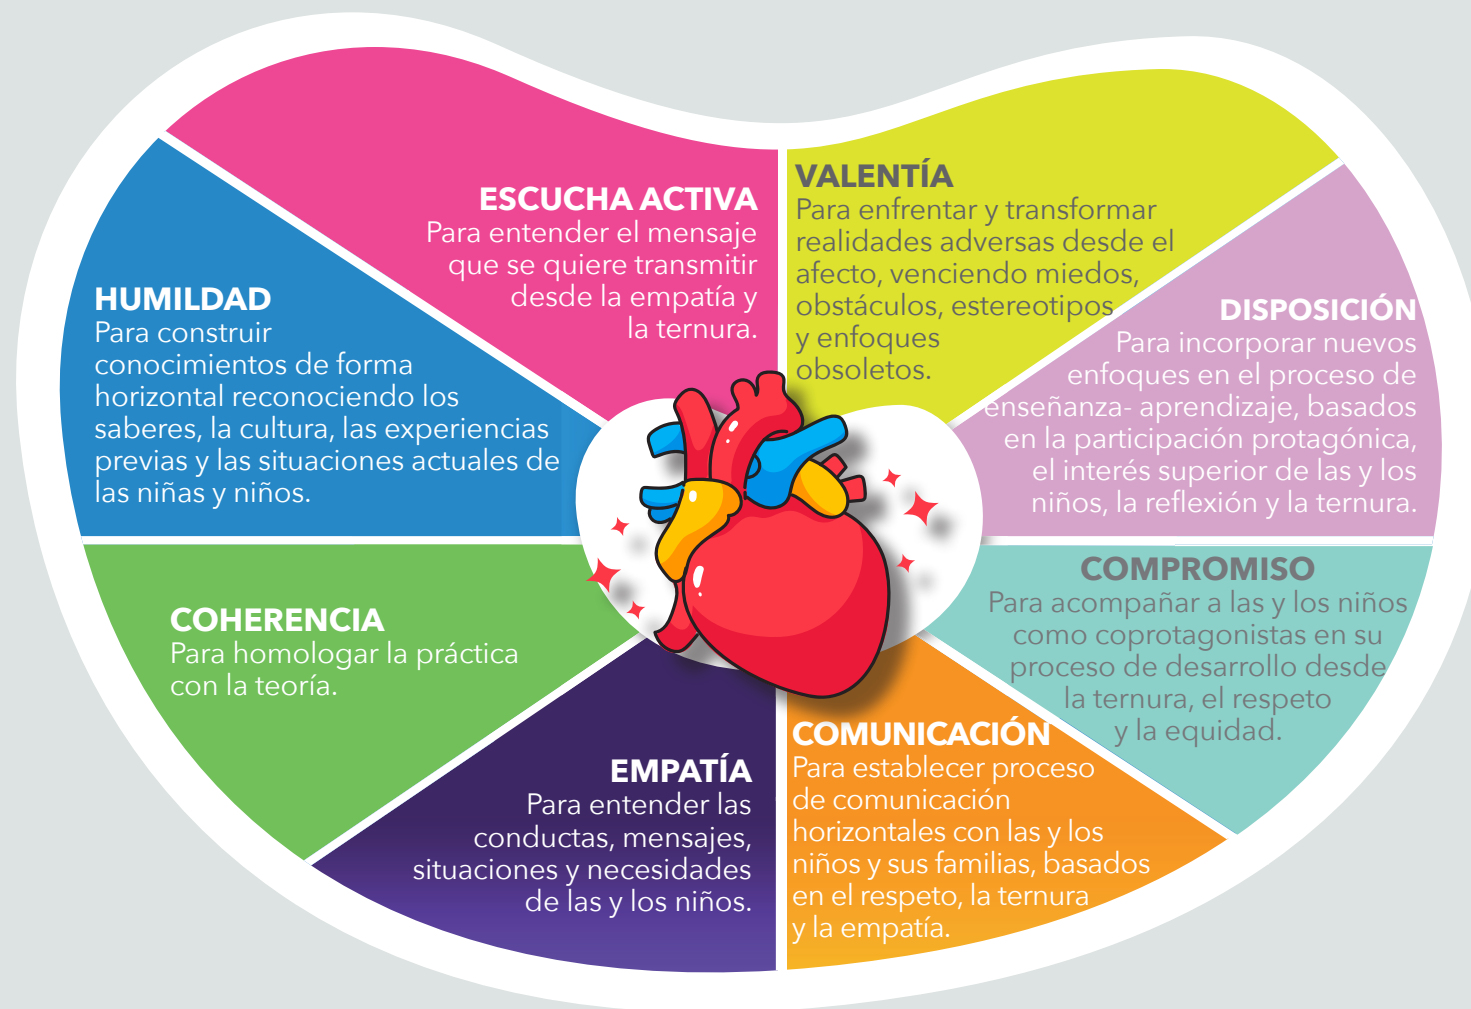 ESCUCHA ACTIVA
Para entender el mensaje
que se quiere transmitir
desde la empatía y
la ternura.
VALENTÍA
Para enfrentar y transformar
realidades adversas desde el
afecto, venciendo miedos,
obstáculos, estereotipos
y enfoques
obsoletos.
HUMILDAD
Para construir
conocimientos de forma
horizontal reconociendo los
saberes, la cultura, las experiencias
previas y las situaciones actuales de
las niñas y niños.
DISPOSICIÓN
Para incorporar nuevos
enfoques en el proceso de
enseñanza- aprendizaje, basados
en la participación protagónica,
el interés superior de las y los
niños, la reflexión y la ternura.
COHERENCIA
Para homologar la práctica
con la teoría.
COMPROMISO
Para acompañar a las y los niños
como coprotagonistas en su
proceso de desarrollo desde
la ternura, el respeto
y la equidad.
EMPATÍA
Para entender las
conductas, mensajes,
situaciones y necesidades
de las y los niños.
COMUNICACIÓN
Para establecer proceso
de comunicación
horizontales con las y los
niños y sus familias, basados
en el respeto, la ternura
y la empatía.